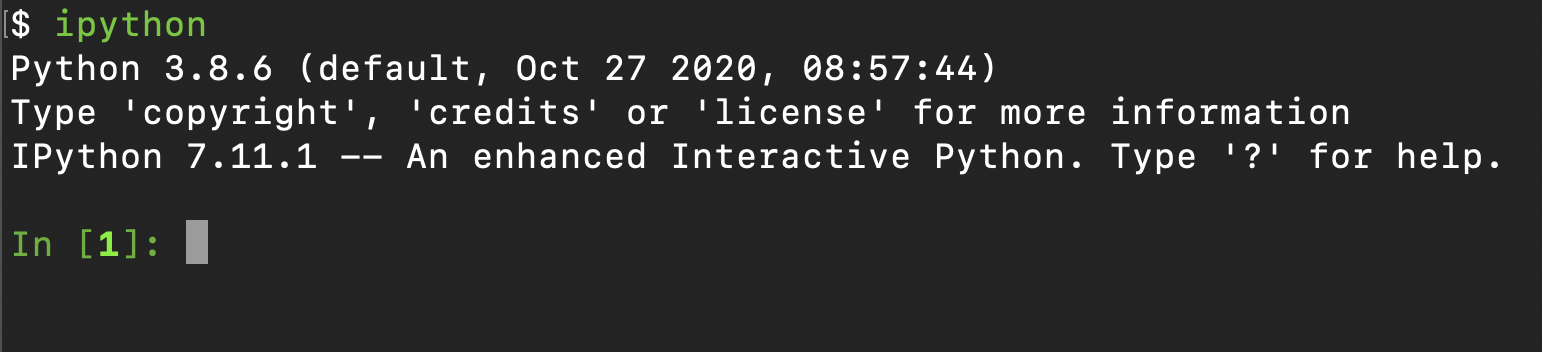 $ ipython
Python 3.8.6 (default, Oct 27 2020, 08:57:44)
Type 'copyright', 'credits' or 'license' for more information
IPython 7.11.1 -- An enhanced Interactive Python. Type '?' for help.
In [1]: